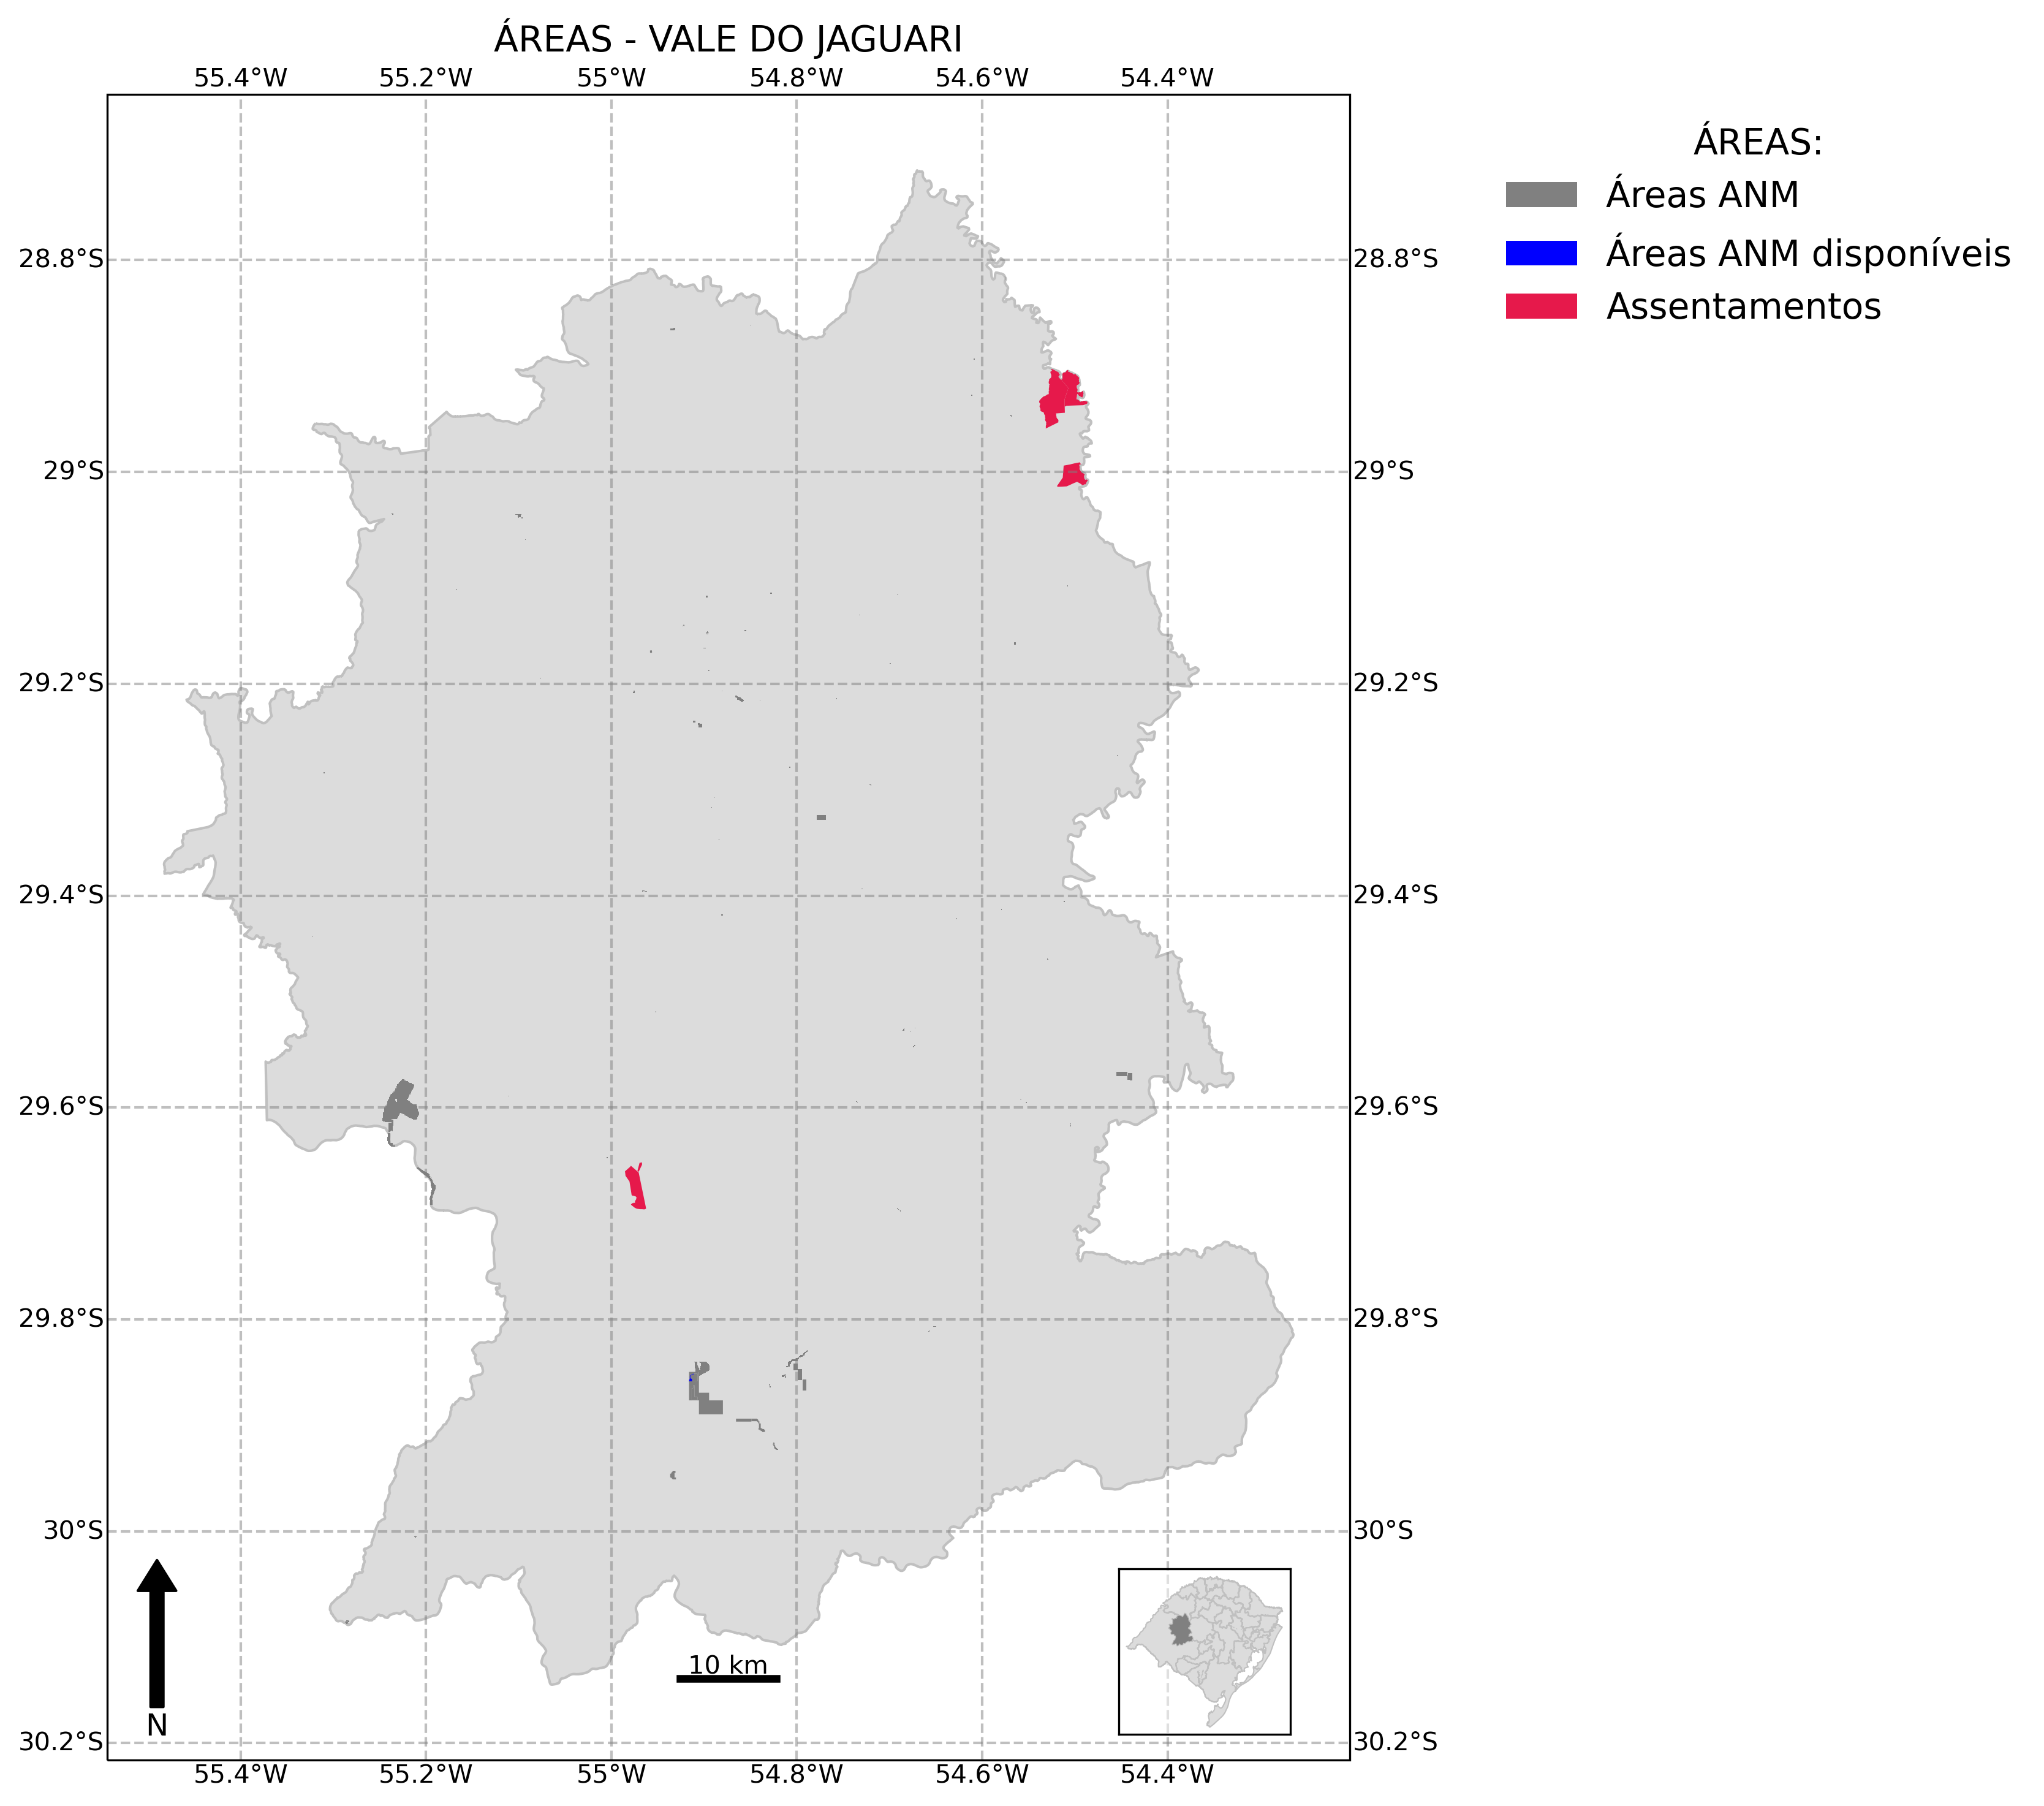 ÁREAS - VALE DO JAGUARI
55.4°W 55.2°W 55°W 54.8°W 54.6°W 54.4°W
ÁREAS:
Áreas ANM
Áreas ANM disponíveis
Assentamentos
28.8°S 28.8°S
29°S 29°S
29.2°S 29.2°S
29.4°S 29.4°S
29.6°S 29.6°S
29.8°S 29.8°S
30°S 30°S
10 km
N
30.2°S 30.2°S
55.4°W 55.2°W 55°W 54.8°W 54.6°W 54.4°W